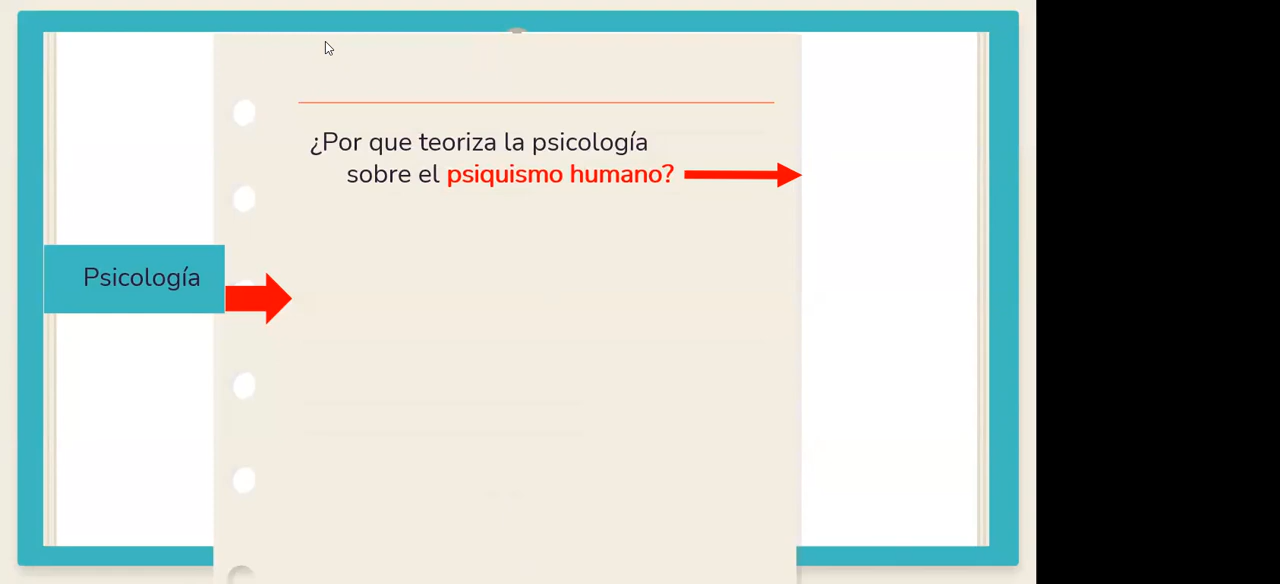 ¿Por que teoriza la psicología
sobre el psiquismo humano?
Psicología